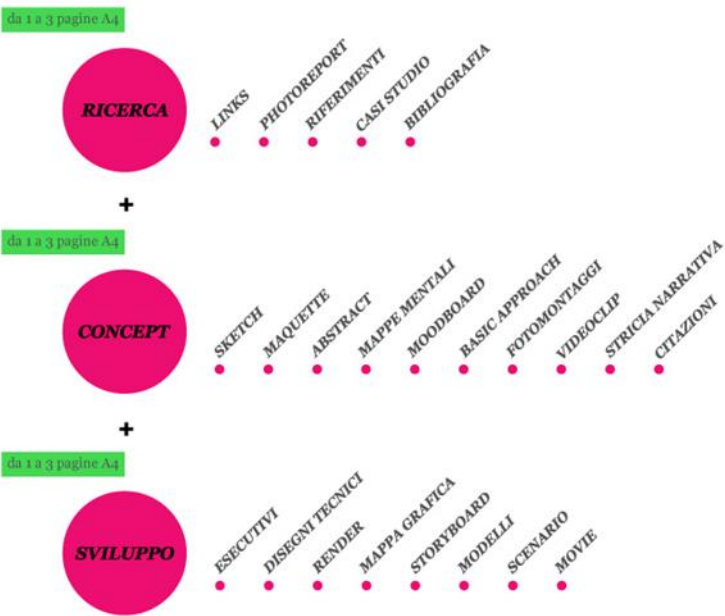 da 1 a 3 pagine A4
RICERCA
LINKS
PHOTOREPORT
RIFERIMENTI
CASI STUDIO
BIBLIOGRAFIA
+
da 1 a 3 pagine A4
CONCEPT
SKETCH
MAQUETTE
ABSTRACT
MAPPE MENTALI
MOODBOARD
BASIC APPROACH
FOTOMONTAGGI
VIDEOCLIP
STRICIA NARRATIVA
CITAZIONI
+
da 1 a 3 pagine A4
SVILUPPO
ESECUTIVI
DISEGNI TECNICI
RENDER
MAPPA GRAFICA
STORYBOARD
MODELLI
SCENARIO
MOVIE